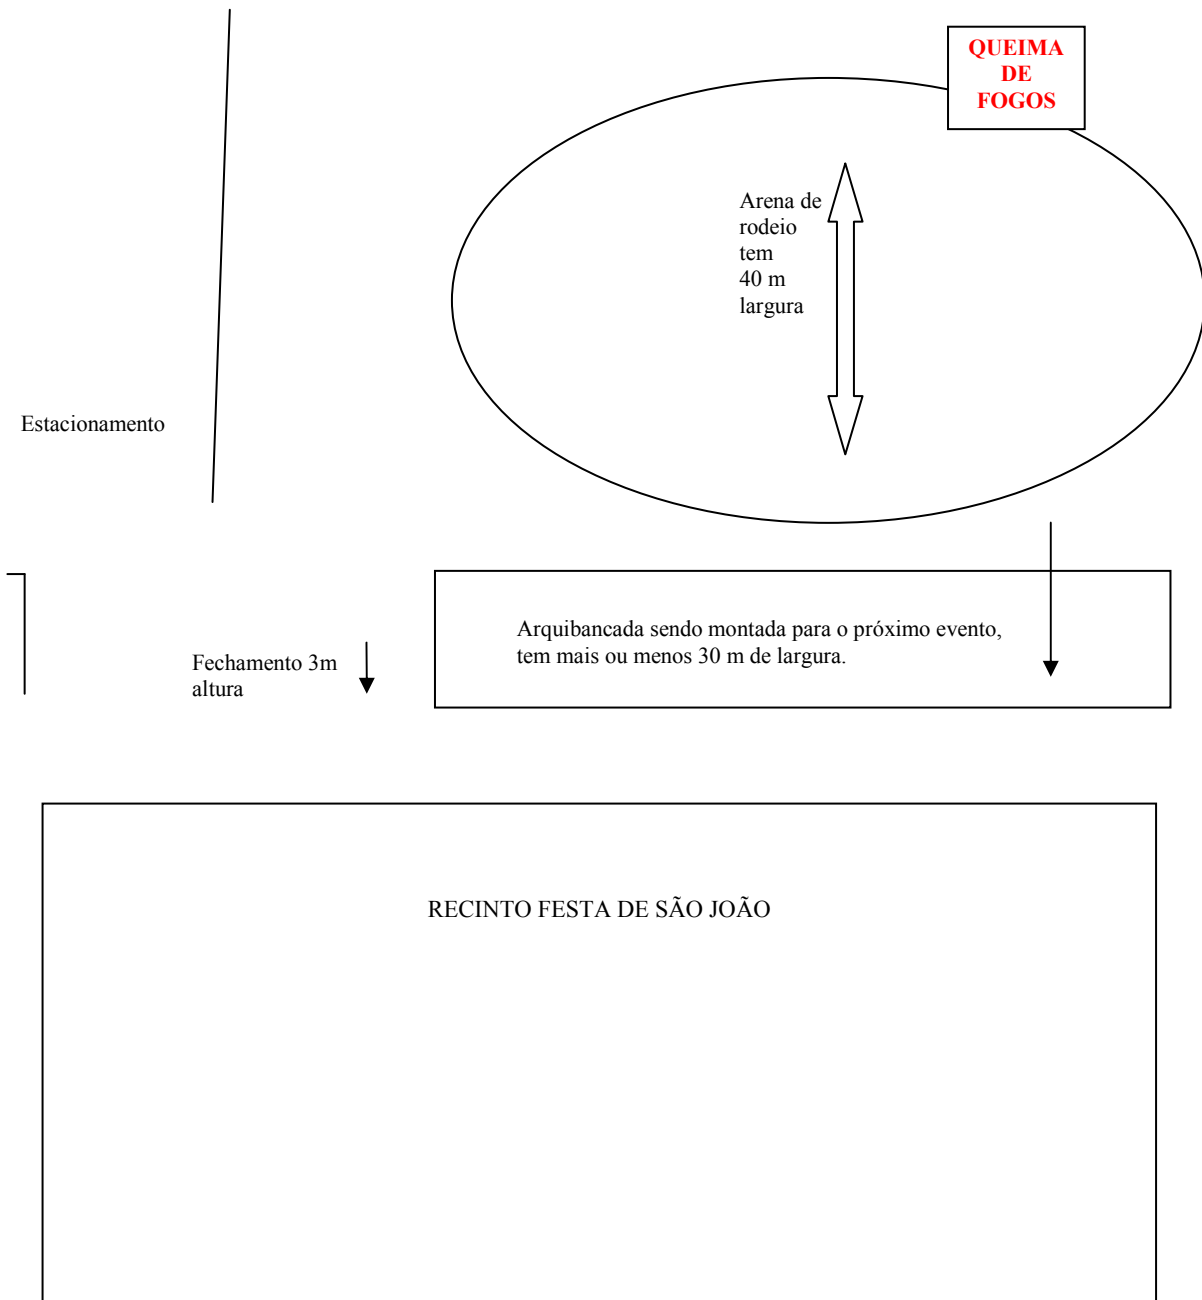 QUEIMA
DE
FOGOS
Arena de
rodeio
tem
40 m
largura
Estacionamento
Arquibancada sendo montada para o próximo evento,
tem mais ou menos 30 m de largura.
Fechamento 3m
altura
RECINTO FESTA DE SÃO JOÃO